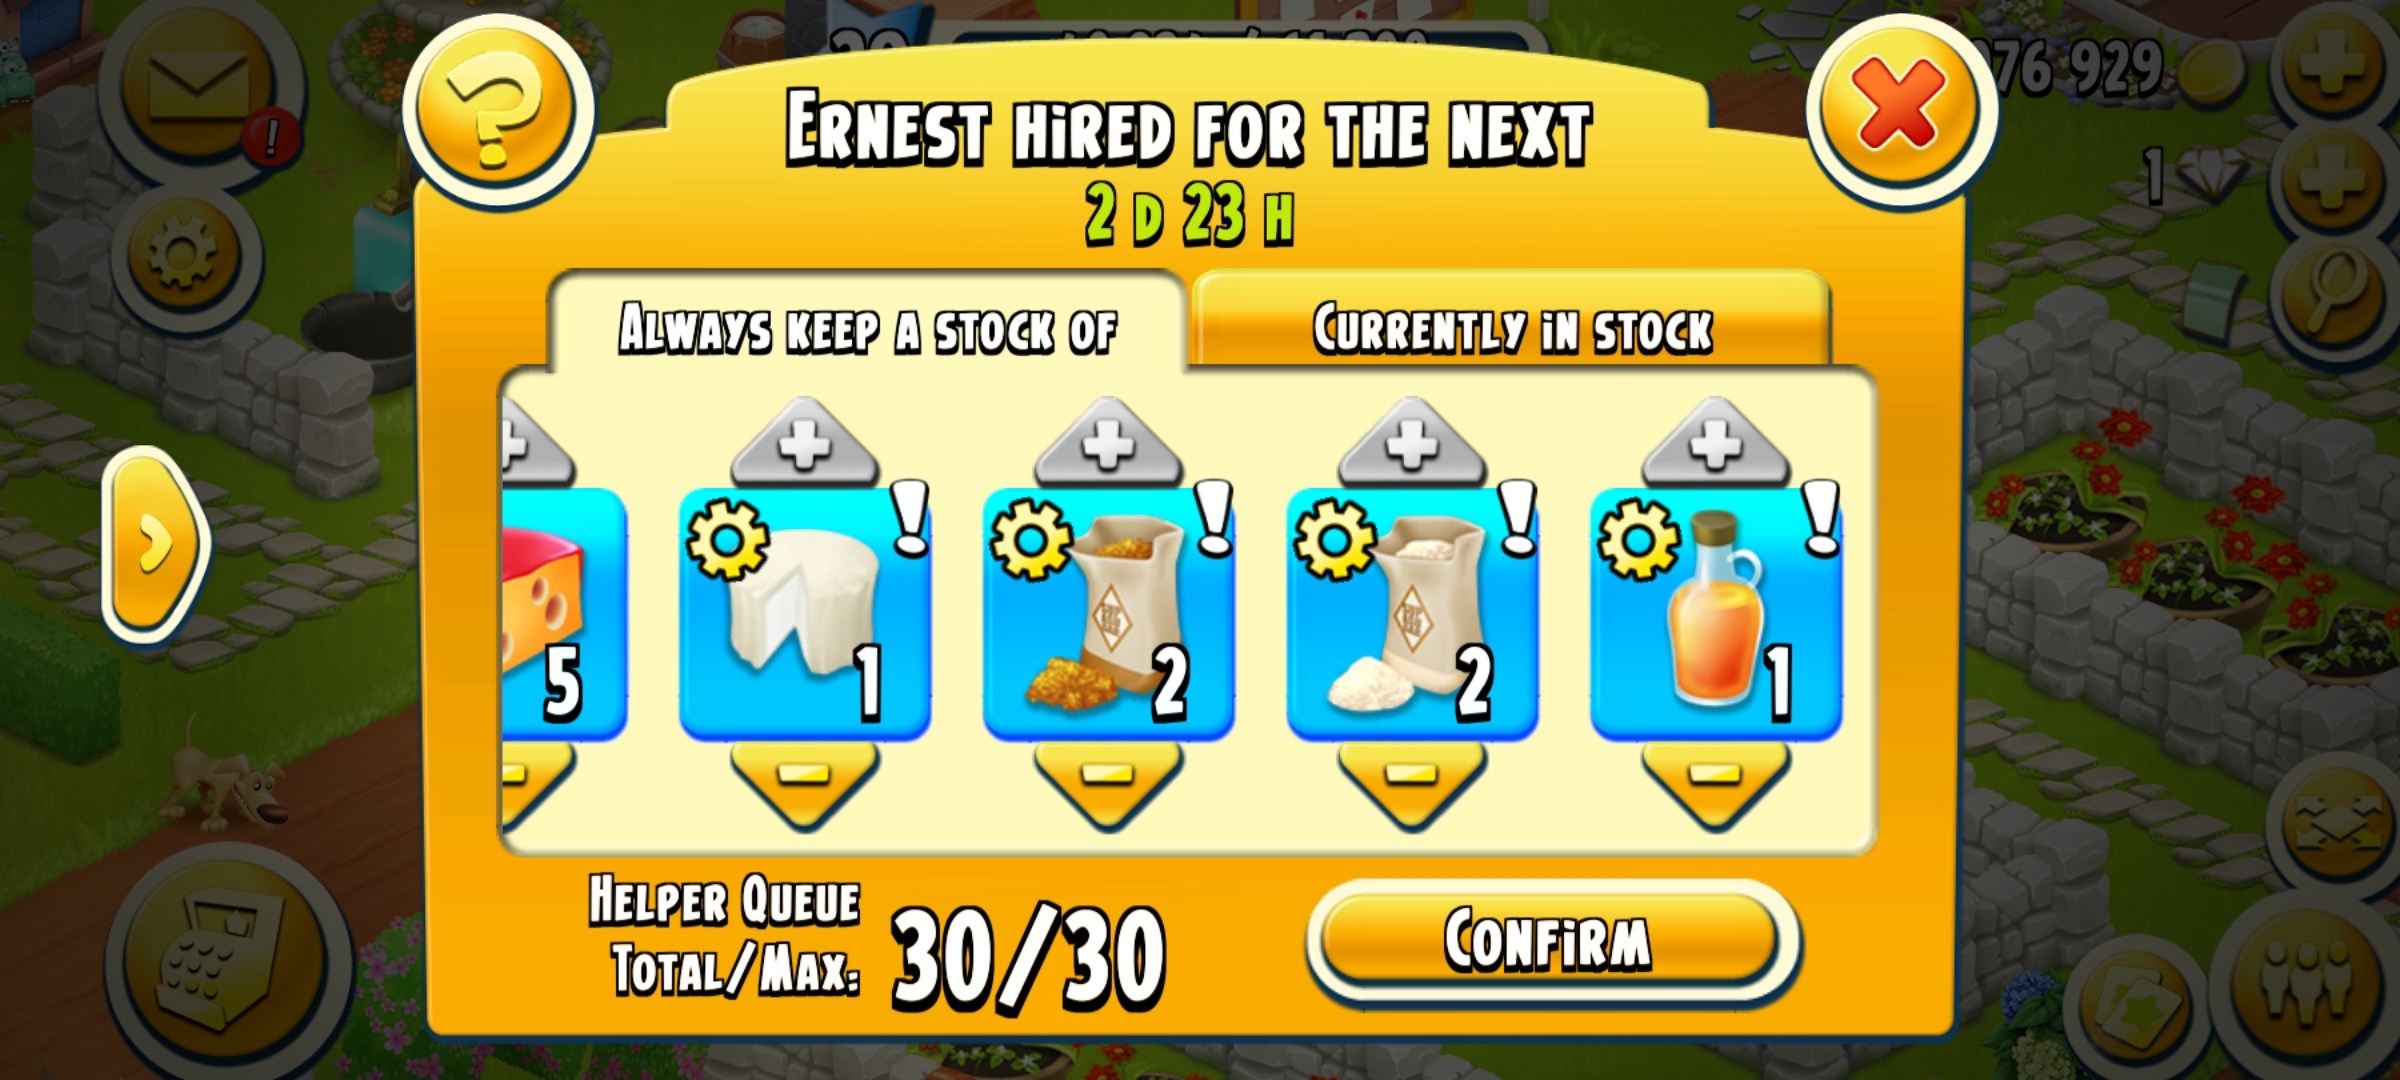 76 929
1
ERNEST HIRED FOR THE NEXT
2 D 23 H
ALWAYS KEEP A STOCK OF
CURRENTLY IN STOCK
5
1
2
2
1
HELPER QUEUE
TOTAL/MAX: 30/30
CONFIRM